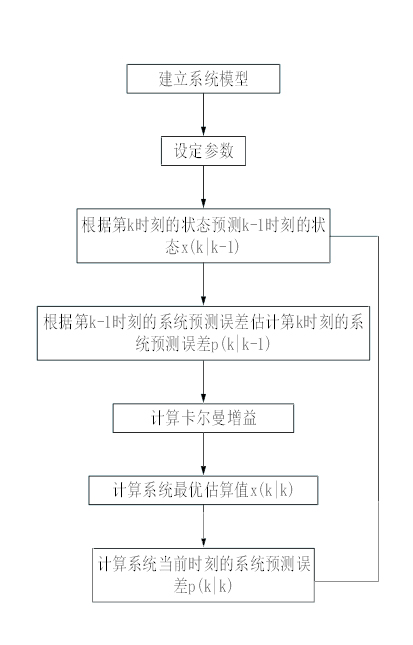 建立系统模型
设定参数
根据第k时刻的状态预测k-1时刻的状
态x(k|k-1)
根据第k-1时刻的系统预测误差估计第k时刻的系
统预测误差p(k|k-1)
计算卡尔曼增益
计算系统最优估算值x(k|k)
计算系统当前时刻的系统预测误
差p(k|k)